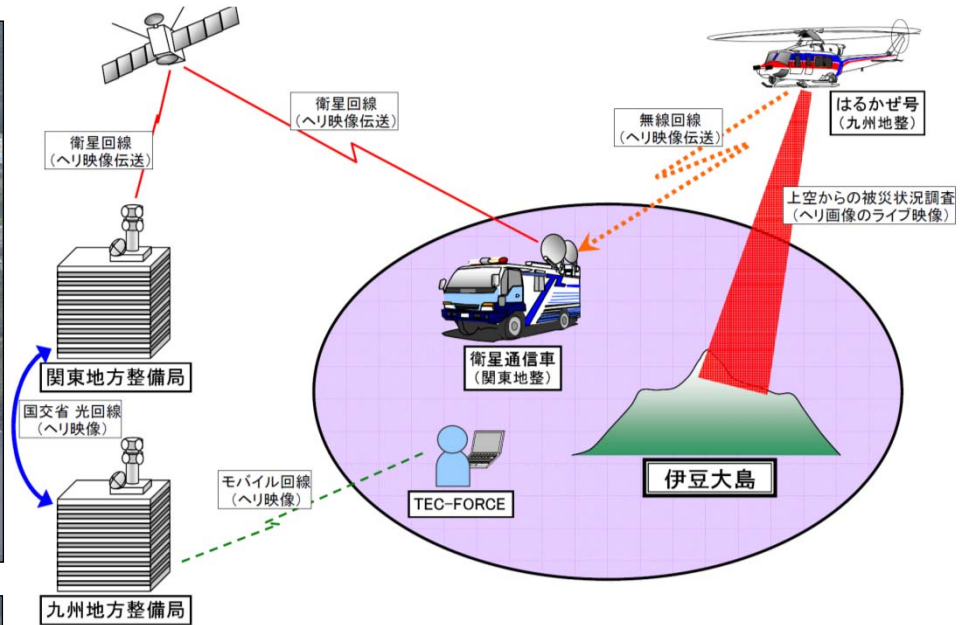 衛星回線
(ヘリ映像伝送)
衛星回線
(ヘリ映像伝送)
無線回線
(ヘリ映像伝送)
はるかぜ号
(九州地整)
上空からの被災状況調査
(ヘリ画像のライブ映像)
衛星通信車
(関東地整)
関東地方整備局
国交省 光回線
(ヘリ映像)
モバイル回線
(ヘリ映像)
TEC-FORCE
伊豆大島
九州地方整備局